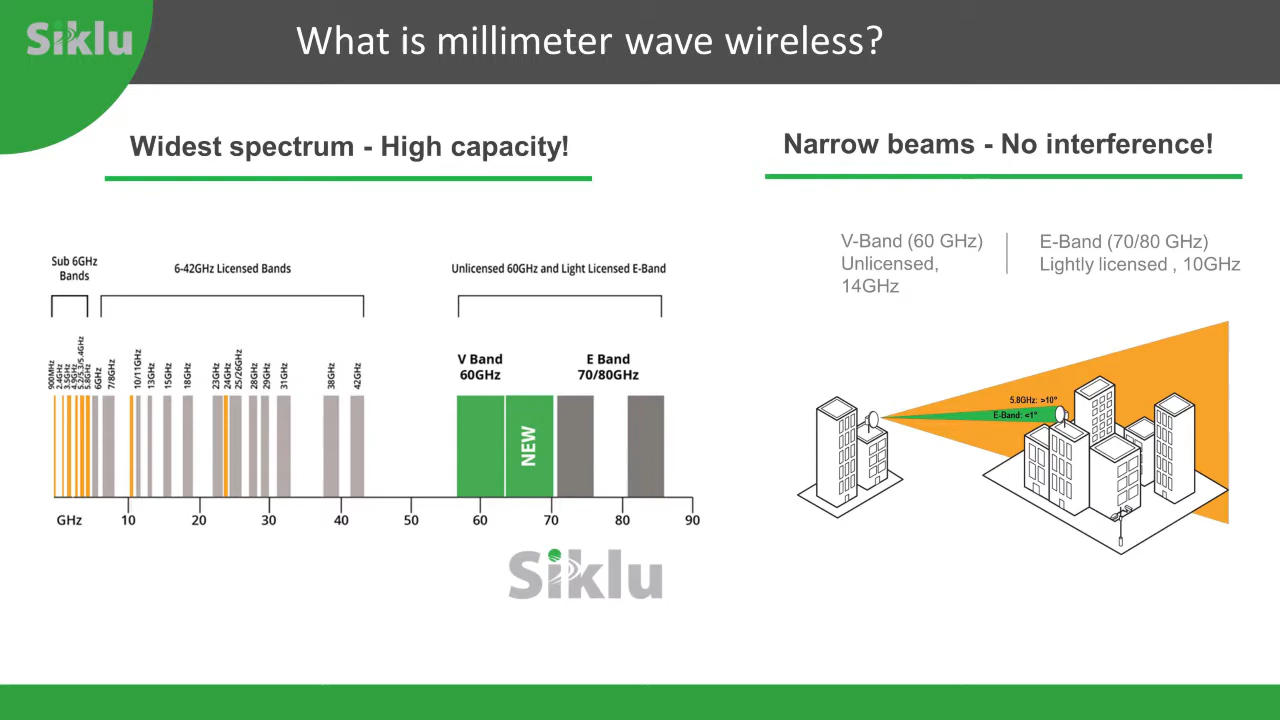 Siklu
What is millimeter wave wireless?
Widest spectrum - High capacity!
Sub 6GHz
Bands
6-42GHz Licensed Bands
Unlicensed 60GHz and Light Licensed E-Band
900MHz
2.4GHz
3.5GHz
4.9GHz
5.2/5.3/5.4GHz
5.8GHz
6GHz
7/8GHz
10/11GHz
13GHz
15GHz
18GHz
23GHz
24GHz
25/26GHz
28GHz
29GHz
31GHz
38GHz
42GHz
V Band
60GHz
E Band
70/80GHz
NEW
GHz 10 20 30 40 50 60 70 80 90
Siklu
Narrow beams - No interference!
V-Band (60 GHz)
Unlicensed,
14GHz
E-Band (70/80 GHz)
Lightly licensed , 10GHz
5.8GHz: >10°
E-Band: <1°